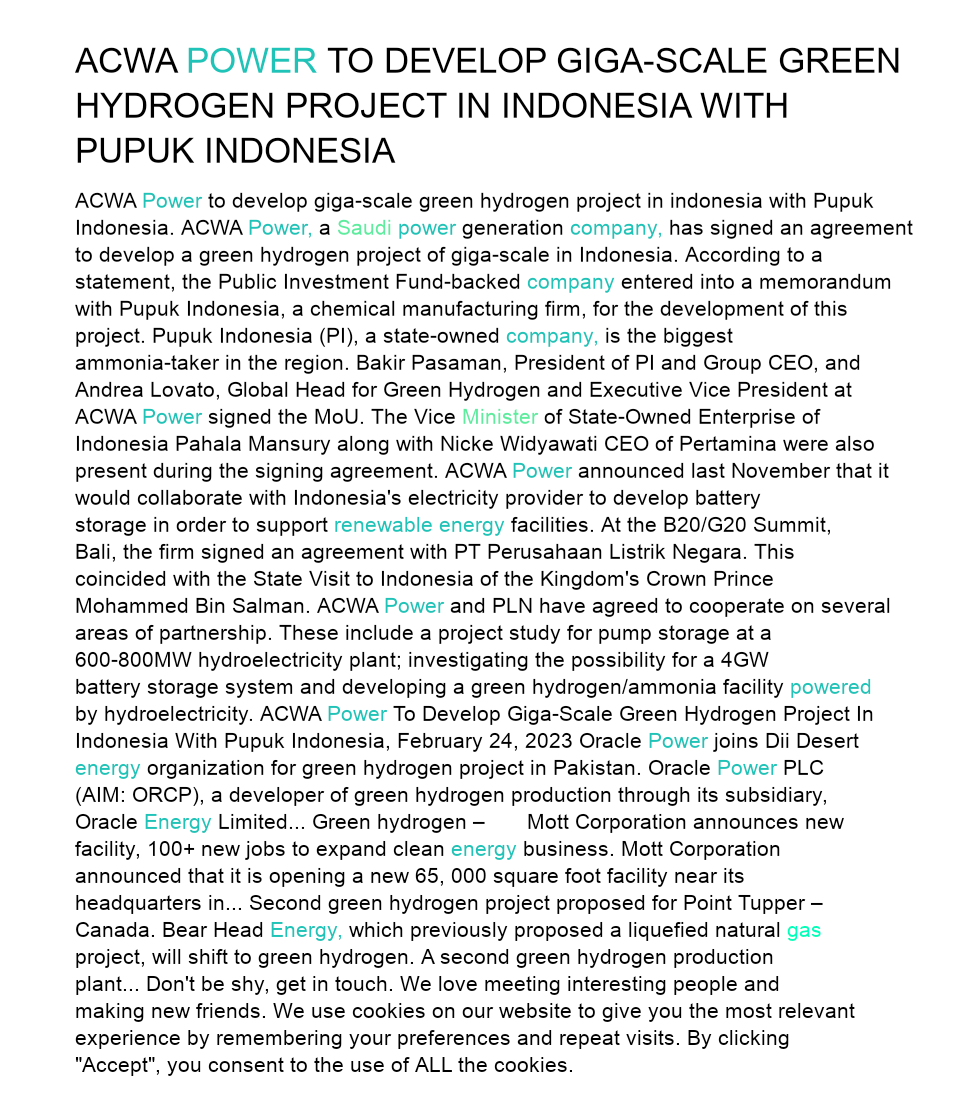 ACWA POWER TO DEVELOP GIGA-SCALE GREEN
HYDROGEN PROJECT IN INDONESIA WITH
PUPUK INDONESIA
ACWA Power to develop giga-scale green hydrogen project in indonesia with Pupuk
Indonesia. ACWA Power, a Saudi power generation company, has signed an agreement
to develop a green hydrogen project of giga-scale in Indonesia. According to a
statement, the Public Investment Fund-backed company entered into a memorandum
with Pupuk Indonesia, a chemical manufacturing firm, for the development of this
project. Pupuk Indonesia (PI), a state-owned company, is the biggest
ammonia-taker in the region. Bakir Pasaman, President of PI and Group CEO, and
Andrea Lovato, Global Head for Green Hydrogen and Executive Vice President at
ACWA Power signed the MoU. The Vice Minister of State-Owned Enterprise of
Indonesia Pahala Mansury along with Nicke Widyawati CEO of Pertamina were also
present during the signing agreement. ACWA Power announced last November that it
would collaborate with Indonesia's electricity provider to develop battery
storage in order to support renewable energy facilities. At the B20/G20 Summit,
Bali, the firm signed an agreement with PT Perusahaan Listrik Negara. This
coincided with the State Visit to Indonesia of the Kingdom's Crown Prince
Mohammed Bin Salman. ACWA Power and PLN have agreed to cooperate on several
areas of partnership. These include a project study for pump storage at a
600-800MW hydroelectricity plant; investigating the possibility for a 4GW
battery storage system and developing a green hydrogen/ammonia facility powered
by hydroelectricity. ACWA Power To Develop Giga-Scale Green Hydrogen Project In
Indonesia With Pupuk Indonesia, February 24, 2023 Oracle Power joins Dii Desert
energy organization for green hydrogen project in Pakistan. Oracle Power PLC
(AIM: ORCP), a developer of green hydrogen production through its subsidiary,
Oracle Energy Limited... Green hydrogen – Mott Corporation announces new
facility, 100+ new jobs to expand clean energy business. Mott Corporation
announced that it is opening a new 65, 000 square foot facility near its
headquarters in... Second green hydrogen project proposed for Point Tupper –
Canada. Bear Head Energy, which previously proposed a liquefied natural gas
project, will shift to green hydrogen. A second green hydrogen production
plant... Don't be shy, get in touch. We love meeting interesting people and
making new friends. We use cookies on our website to give you the most relevant
experience by remembering your preferences and repeat visits. By clicking
"Accept", you consent to the use of ALL the cookies.